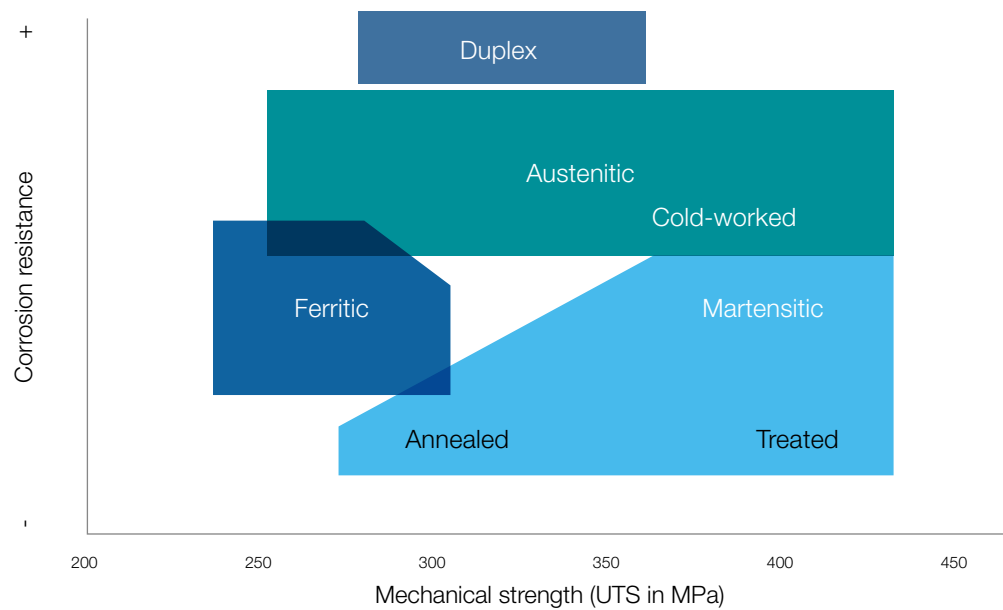 +
Duplex
Austenitic
Cold-worked
Corrosion resistance
Ferritic
Martensitic
Annealed
Treated
-
200
250
300
350
400
450
Mechanical strength (UTS in MPa)